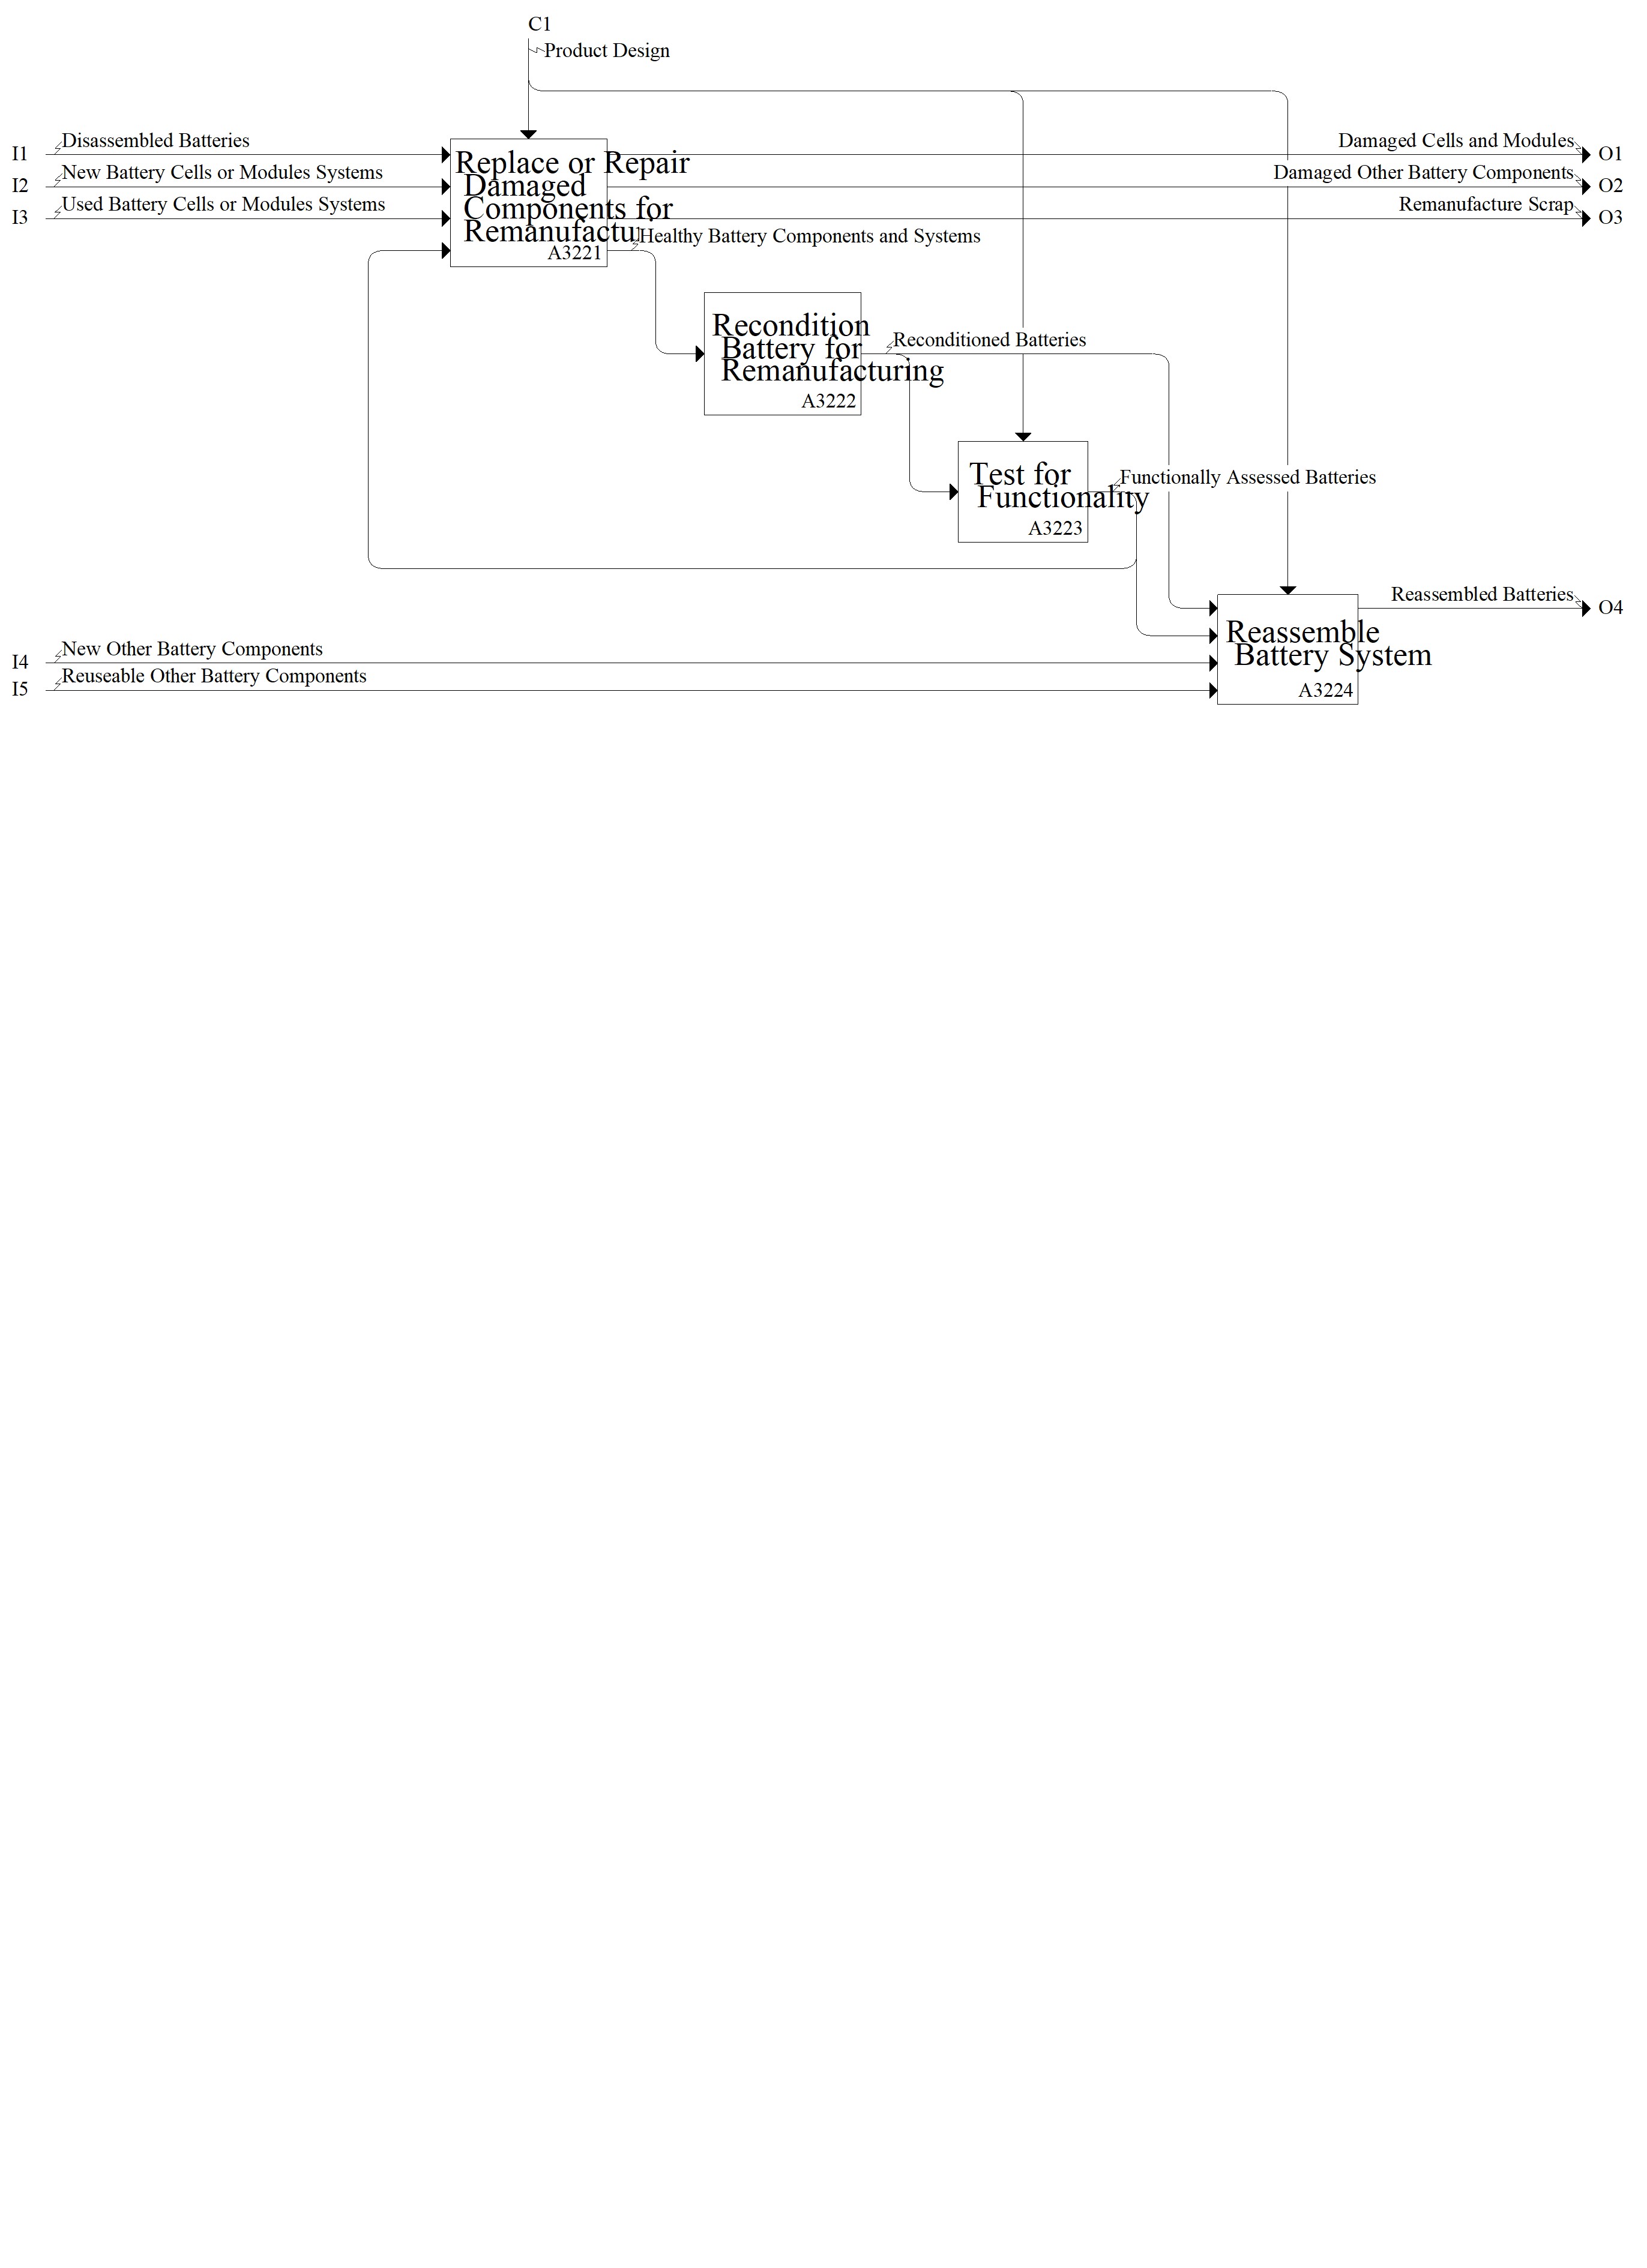 C1
Product Design
I1
Disassembled Batteries
Damaged Cells and Modules
O1
I2
New Battery Cells or Modules Systems
Damaged Other Battery Components
O2
I3
Used Battery Cells or Modules Systems
Remanufacture Scrap
O3
Replace or Repair
Damaged
Components for
Remanufactu
A3221
Healthy Battery Components and Systems
Recondition
Battery for
Remanufacturing
A3222
Reconditioned Batteries
Test for
Functionality
A3223
Functionally Assessed Batteries
Reassembled Batteries
O4
Reassemble
Battery System
A3224
I4
New Other Battery Components
I5
Reuseable Other Battery Components